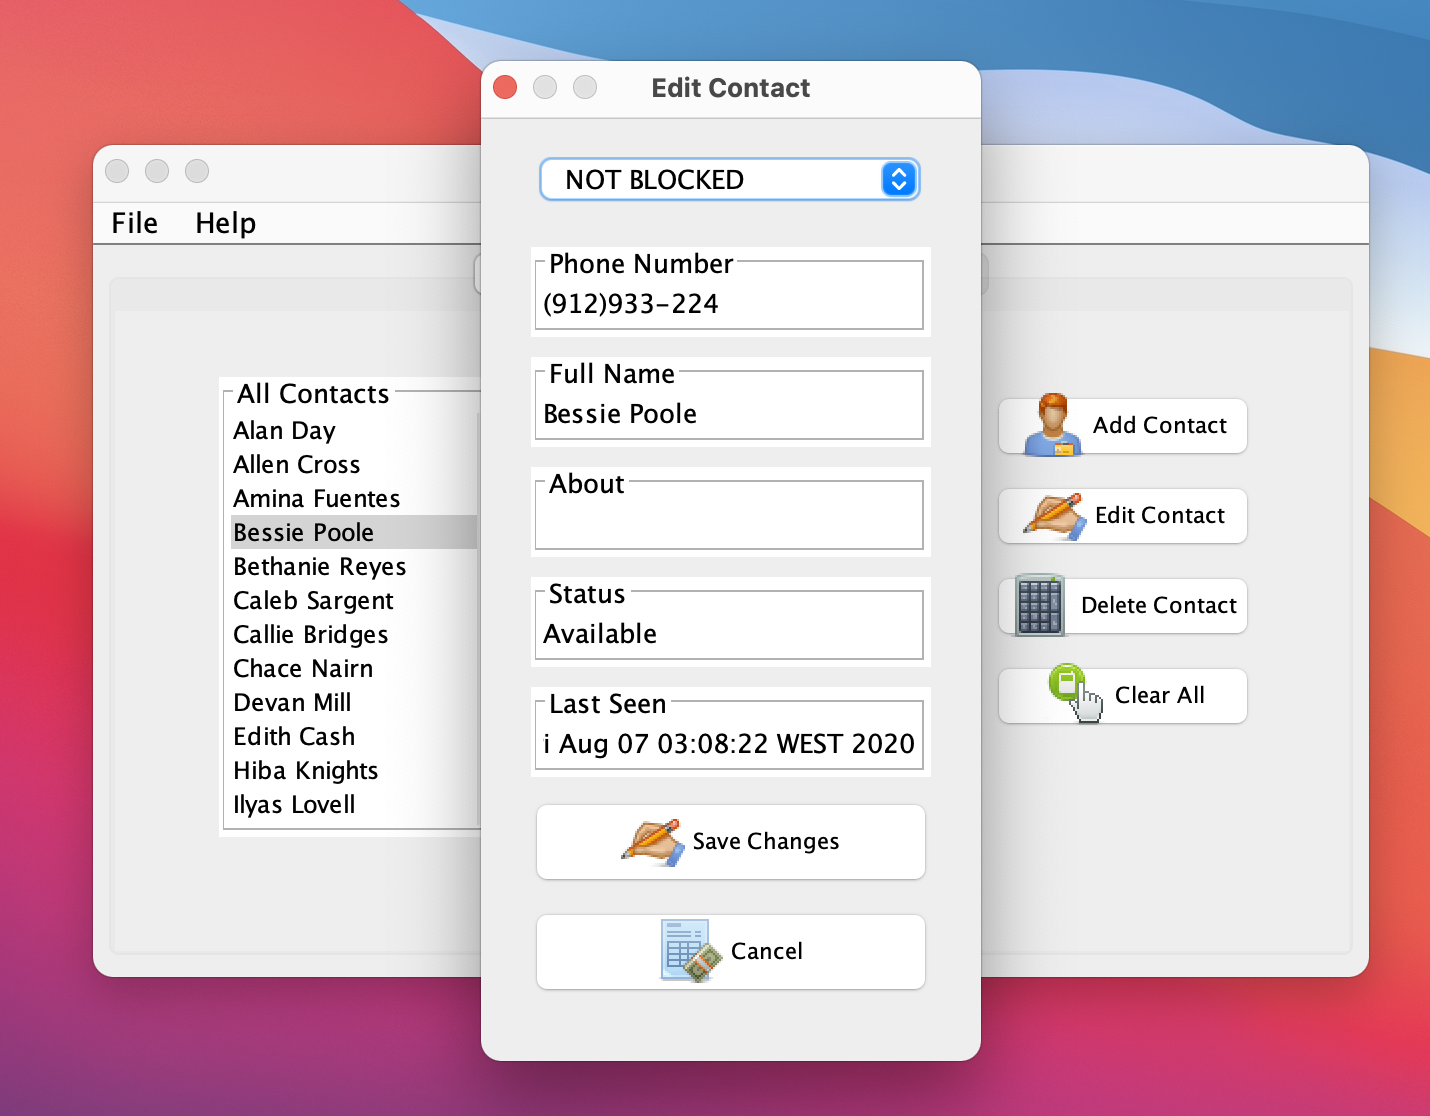 Edit Contact
NOT BLOCKED
Phone Number
(912)933-224
Full Name
Bessie Poole
About
Status
Available
Last Seen
i Aug 07 03:08:22 WEST 2020
Save Changes
Cancel
File Help
All Contacts
Alan Day
Allen Cross
Amina Fuentes
Bessie Poole
Bethanie Reyes
Caleb Sargent
Callie Bridges
Chace Nairn
Devan Mill
Edith Cash
Hiba Knights
Ilyas Lovell
Add Contact
Edit Contact
Delete Contact
Clear All